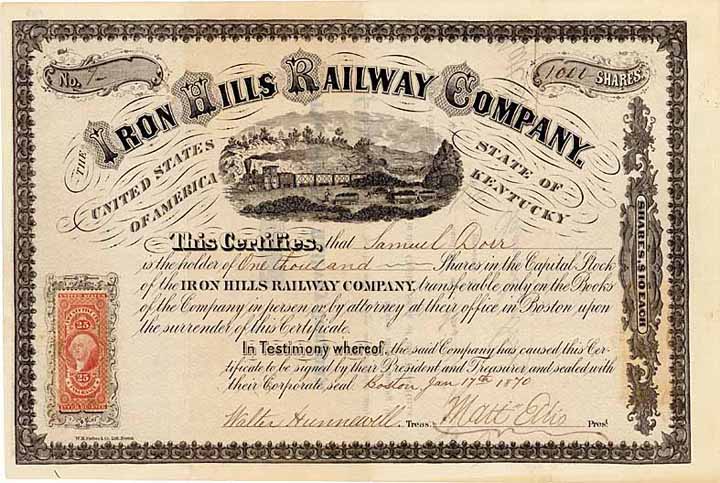 No. 7
1000 SHARES.
THE IRON HILLS RAILWAY COMPANY.
UNITED STATES OF AMERICA
STATE OF KENTUCKY
This Certifies, that Samuel Dorr
is the holder of One thousand Shares in the Capital Stock
of the IRON HILLS RAILWAY COMPANY, transferable only on the Books
of the Company in person or by attorney at their office in Boston upon
the surrender of this Certificate.
In Testimony whereof, the said Company has caused this Cer-
tificate to be signed by their President and Treasurer and sealed with
their Corporate seal. Boston Jan 17th 1870
Walter Hunnewell Treas.
Pres!
SHARES $10 EACH
25
25